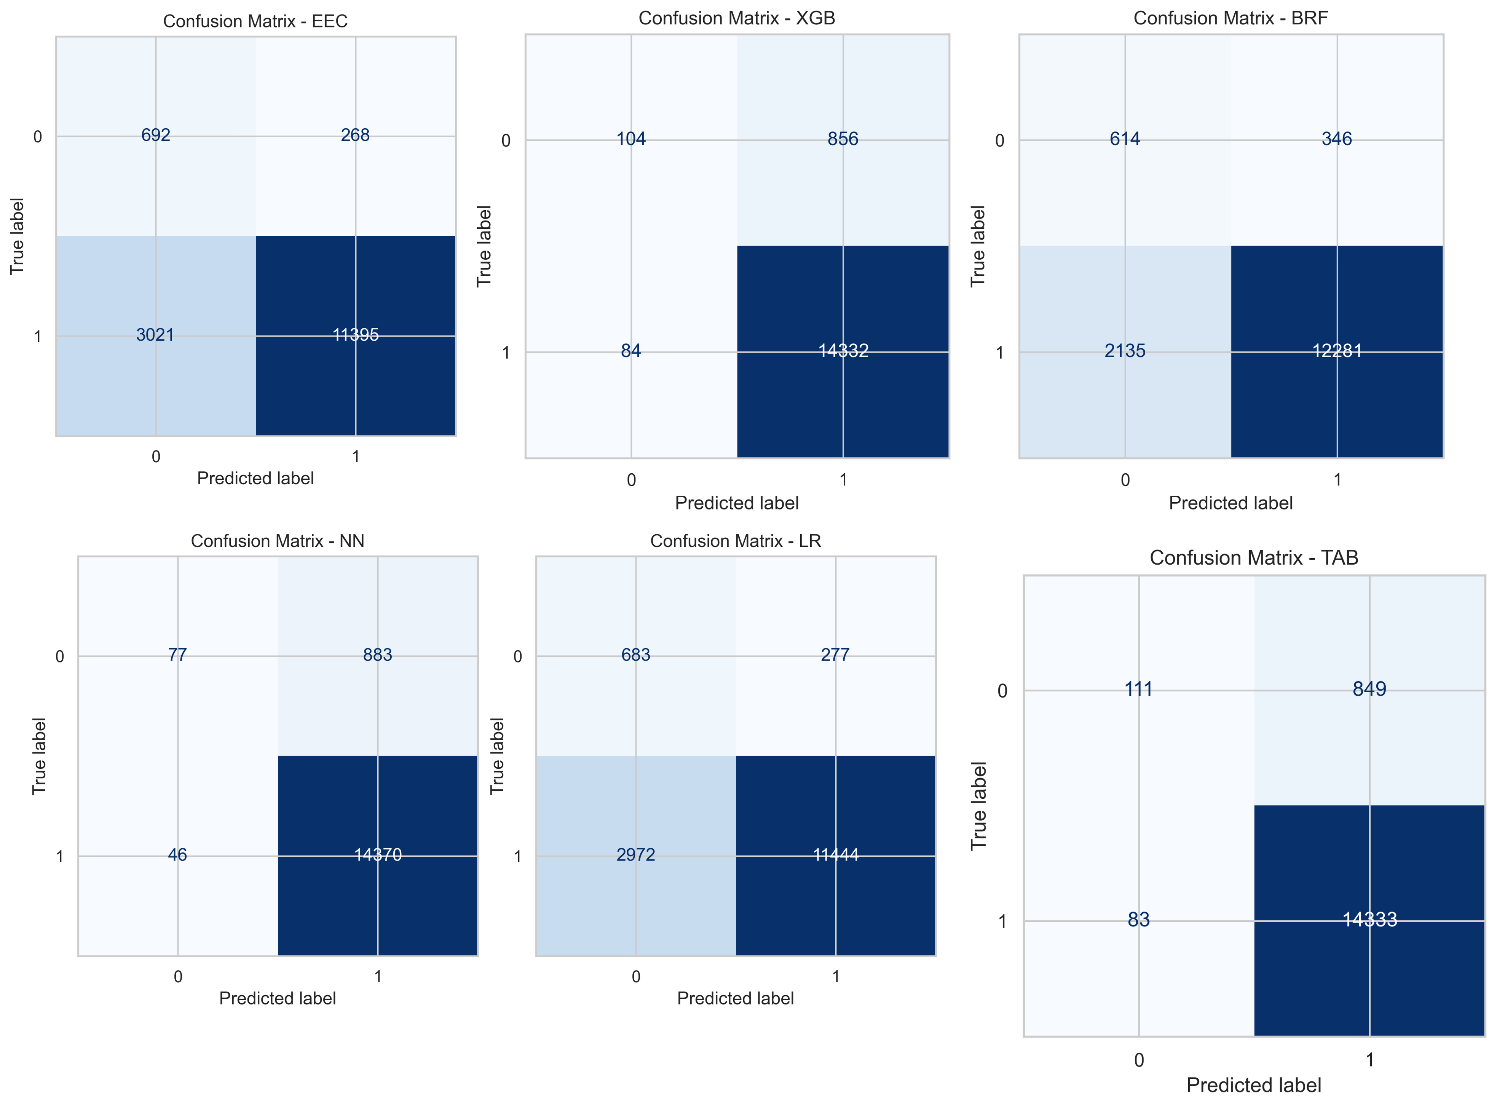 Confusion Matrix - EEC
True label
0
692
268
1
3021
11395
0
1
Predicted label
Confusion Matrix - XGB
True label
0
104
856
1
84
14332
0
1
Predicted label
Confusion Matrix - BRF
True label
0
614
346
1
2135
12281
0
1
Predicted label
Confusion Matrix - NN
True label
0
77
883
1
46
14370
0
1
Predicted label
Confusion Matrix - LR
True label
0
683
277
1
2972
11444
0
1
Predicted label
Confusion Matrix - TAB
True label
0
111
849
1
83
14333
0
1
Predicted label